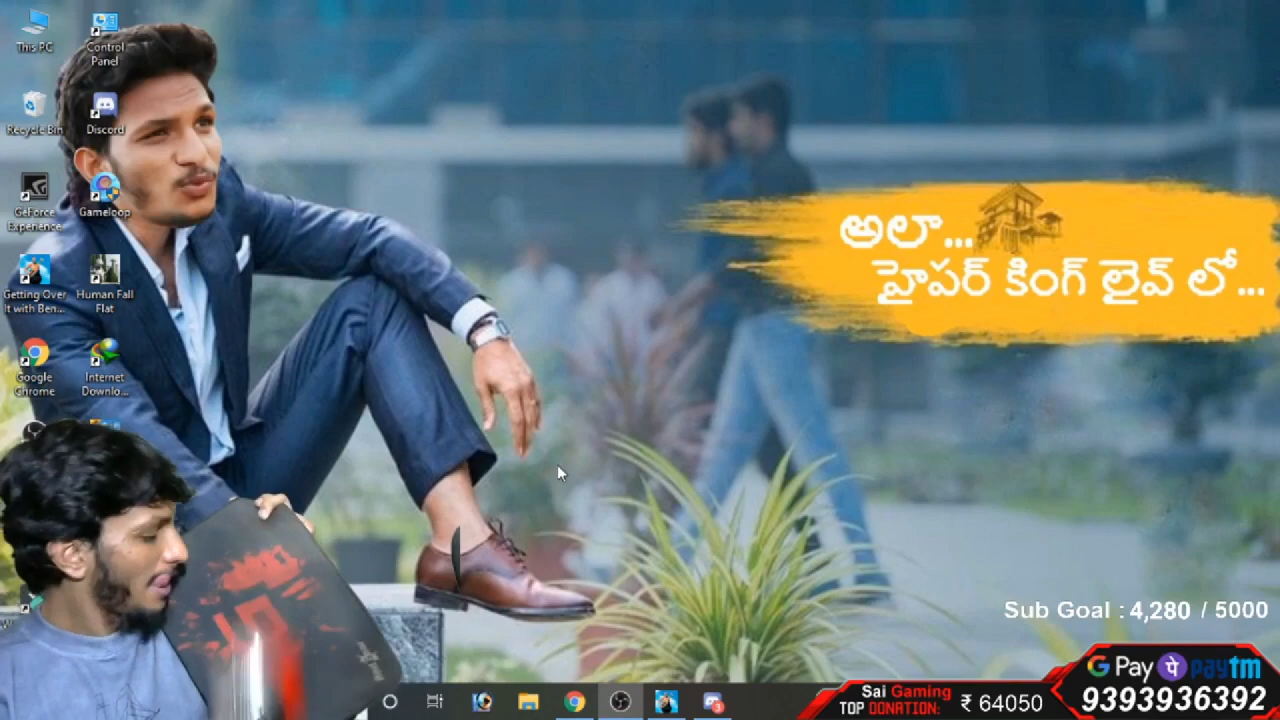 This PC
Control
Panel
Recycle Bin
Discord
GeForce
Experience
Gameloop
Getting Over
It with Ben...
Human Fall
Flat
Google
Chrome
Internet
Downlo...
అలా...
హైపర్ కింగ్ లైవ్ లో...
Sub Goal : 4,280 / 5000
G Pay पे paytm
9393936392
Sai Gaming
TOP DONATION: ₹ 64050
3